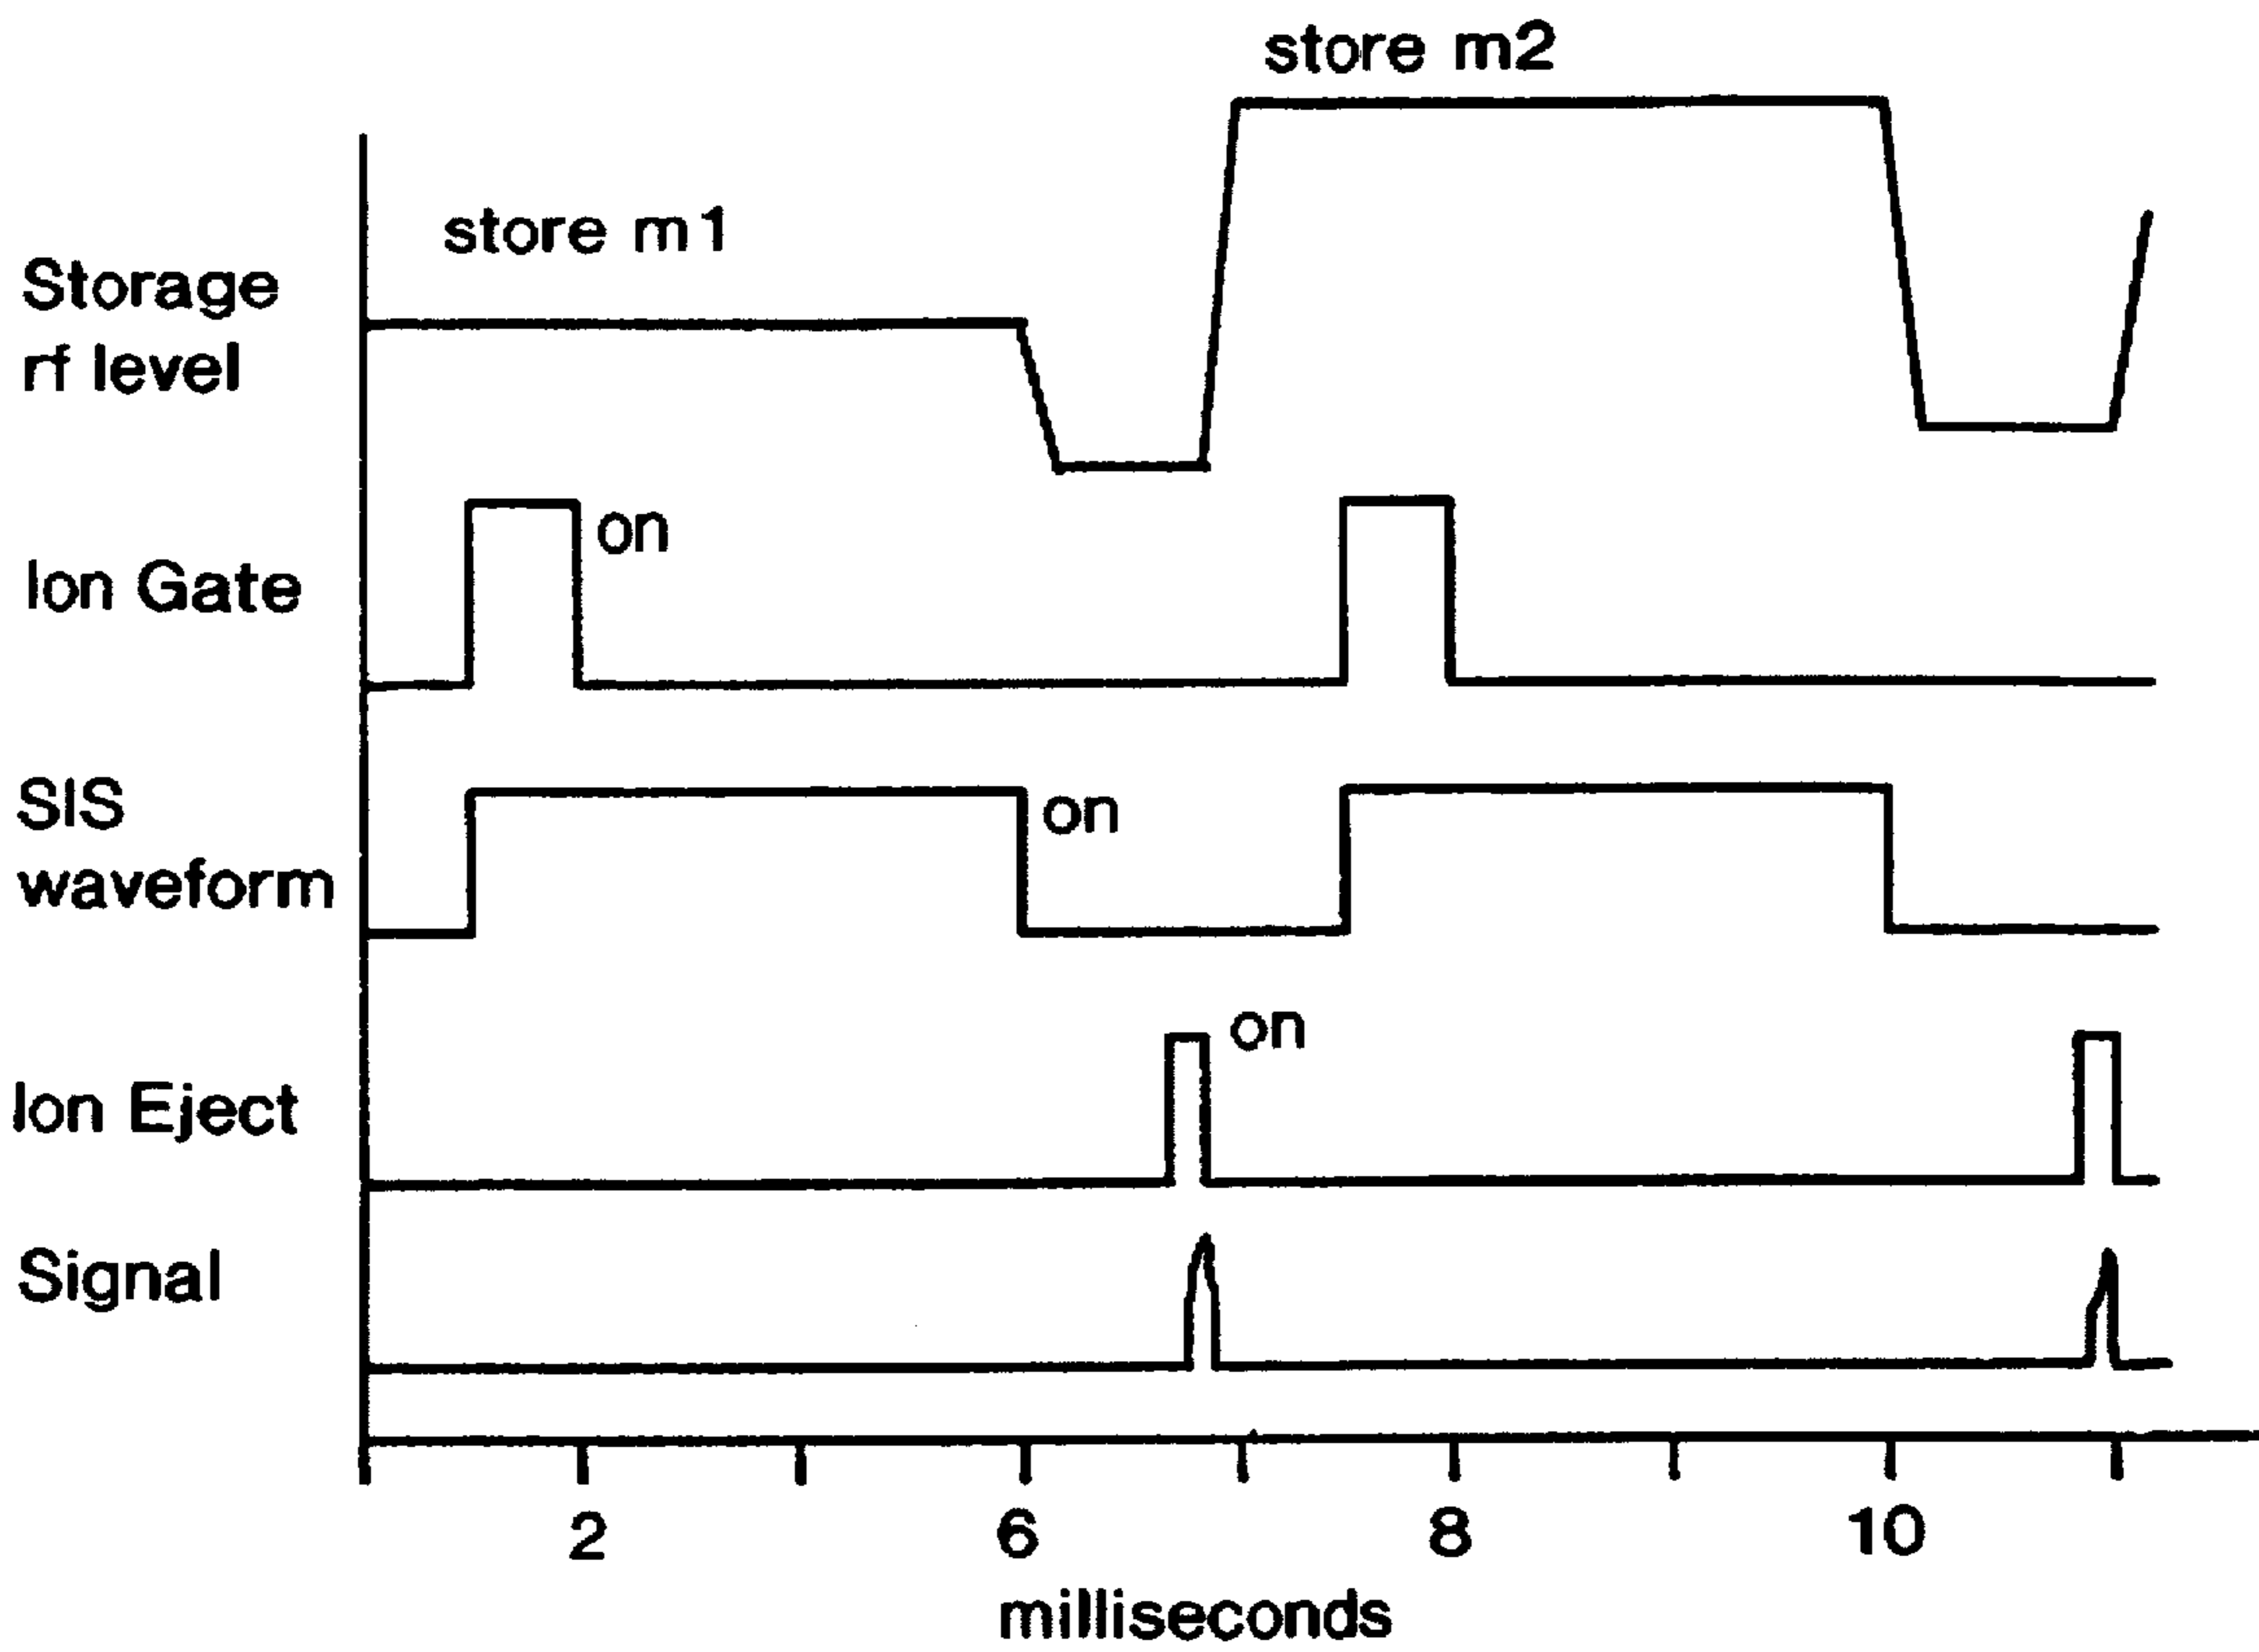 store m2
store m1
Storage
rf level
on
Ion Gate
SIS
on
waveform
on
Ion Eject
Signal
2 6 8 10
milliseconds